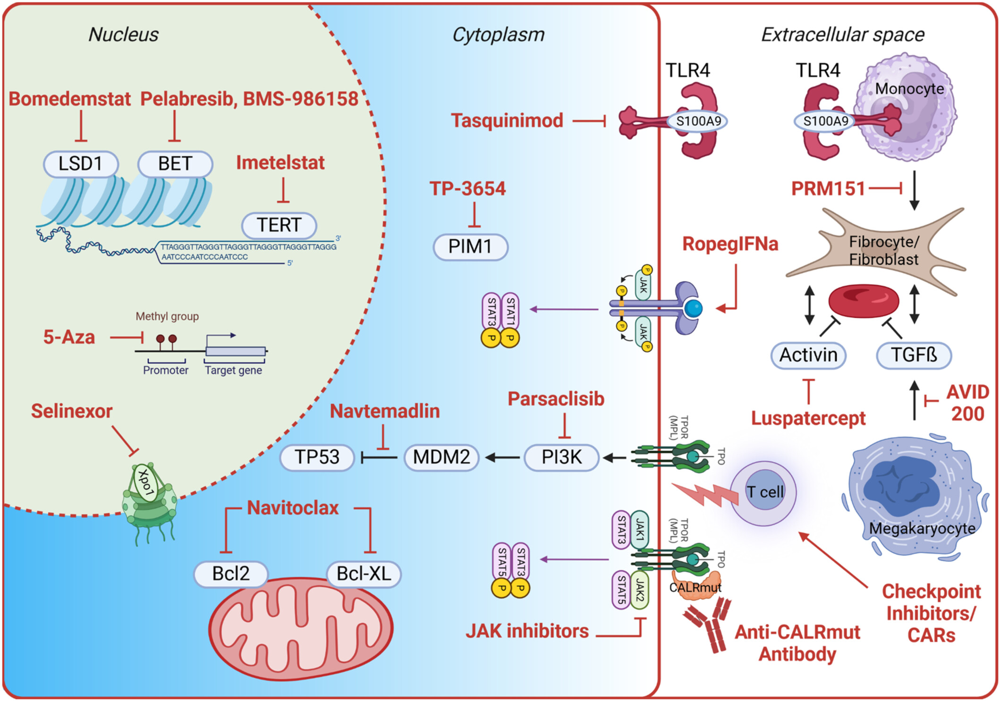 Nucleus
Cytoplasm
Extracellular space
Bomedemstat
Pelabresib, BMS-986158
LSD1
BET
Imetelstat
TERT
3'
TTAGGGTTAGGGTTAGGGTTAGGGTTAGGGTTAGGG
AATCCCAATCCCAATCCC
5'
Methyl group
5-Aza
Promoter
Target gene
Selinexor
Xpo1
Tasquinimod
TP-3654
PIM1
STAT3
STAT1
P
P
JAK
P
P
P
JAK
P
Navtemadlin
Parsaclisib
TP53
MDM2
PI3K
TPOR
(MPL)
TPO
Navitoclax
Bcl2
Bcl-XL
STAT5
STAT3
P
P
STAT3
JAK1
STAT5
JAK2
TPOR
(MPL)
TPO
CALRmut
JAK inhibitors
TLR4
S100A9
TLR4
S100A9
Monocyte
PRM151
RopegIFNa
Fibrocyte/
Fibroblast
Activin
TGFß
Luspatercept
AVID
200
T cell
Megakaryocyte
Checkpoint
Inhibitors/
CARs
Anti-CALRmut
Antibody